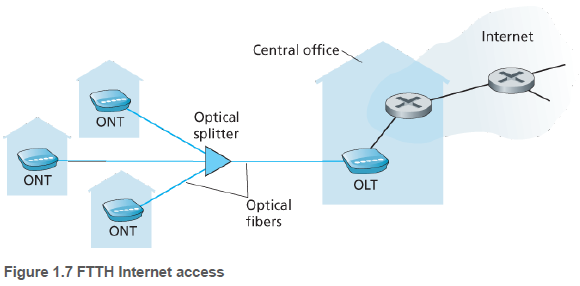 Internet
Central office
ONT
Optical
splitter
ONT
OLT
Optical
fibers
ONT
Figure 1.7 FTTH Internet access